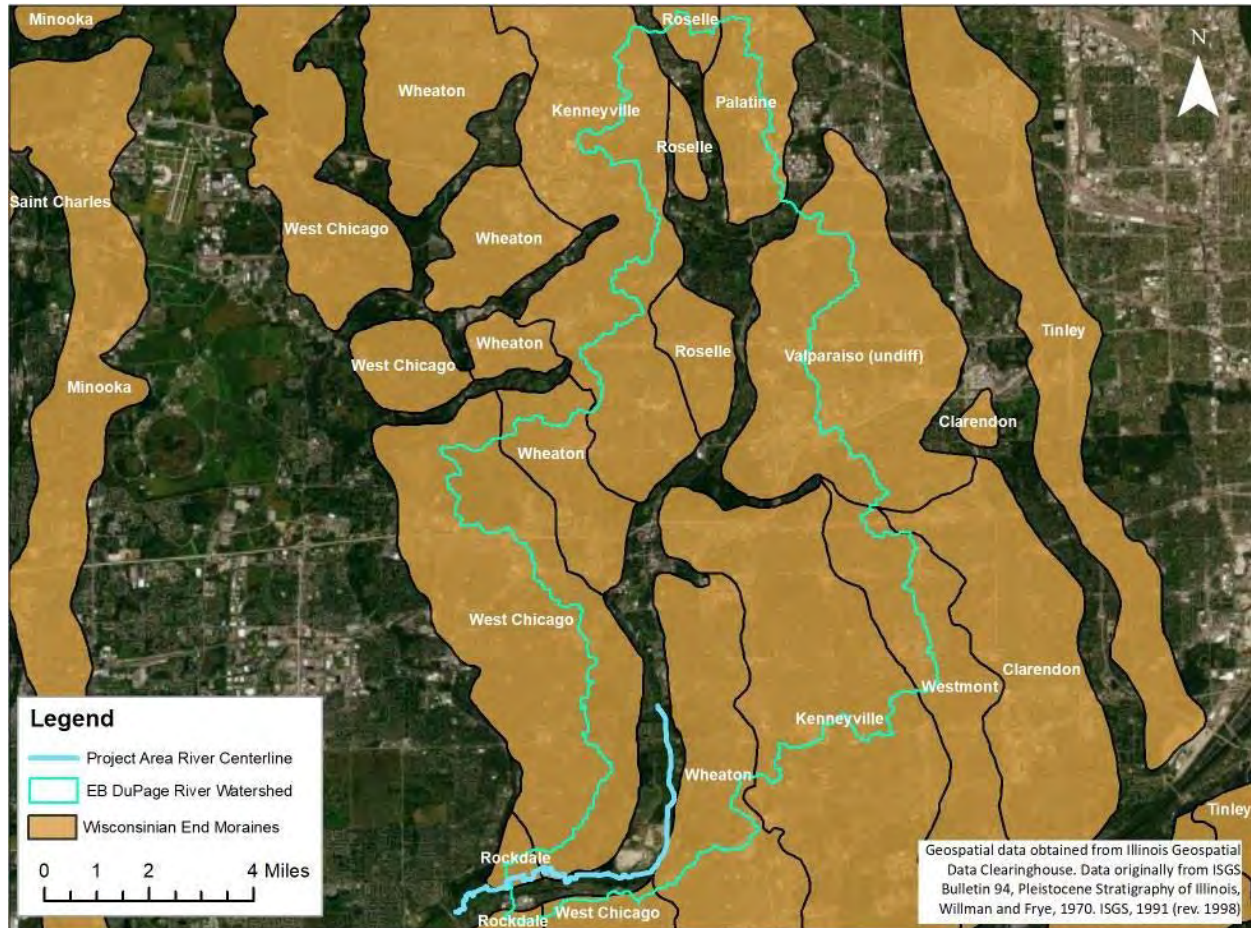 Minooka
Roselle
N
Wheaton
Kenneyville
Palatine
Roselle
Saint Charles
West Chicago
Wheaton
Tinley
West Chicago
Wheaton
Roselle
Valparaiso (undiff)
Minooka
Clarendon
Wheaton
West Chicago
Clarendon
Westmont
Kenneyville
Wheaton
Tinley
Rockdale
West Chicago
Rockdale
Legend
Project Area River Centerline
EB DuPage River Watershed
Wisconsinian End Moraines
0 1 2 4 Miles
Geospatial data obtained from Illinois Geospatial
Data Clearinghouse. Data originally from ISGS
Bulletin 94, Pleistocene Stratigraphy of Illinois,
Willman and Frye, 1970. ISGS, 1991 (rev. 1998)